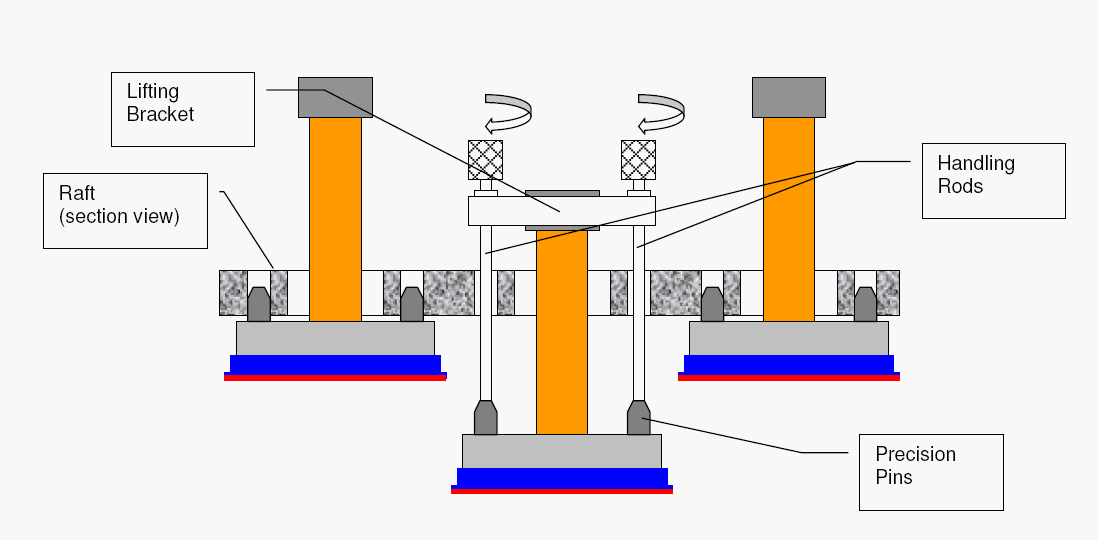 Lifting
Bracket
Raft
(section view)
Handling
Rods
Precision
Pins